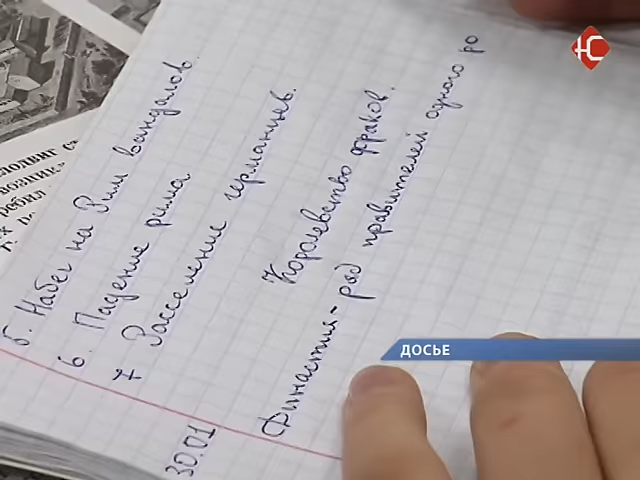 5. Набег на Рим вандалов.
6. Падение рима
7 Расселение германцев.
30.01
Королевство франков.
Династия - ряд правителей одного ро
ДОСЬЕ
Ю